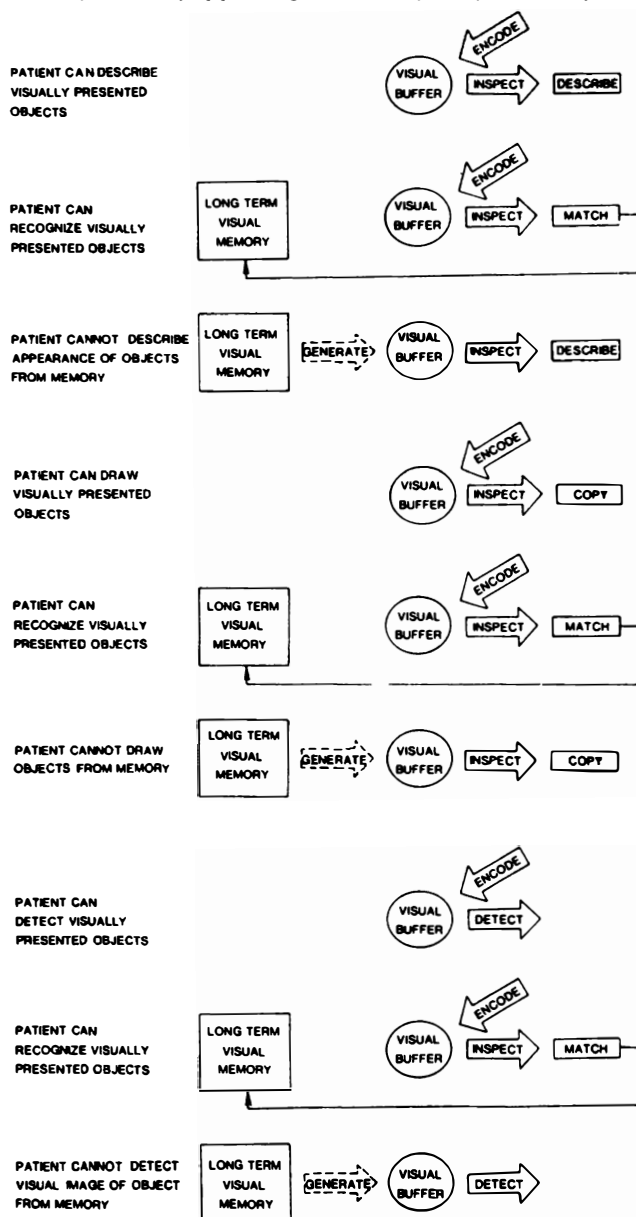 ENCODE
PATIENT CAN DESCRIBE
VISUALLY PRESENTED
OBJECTS
VISUAL
BUFFER
INSPECT
DESCRIBE
ENCODE
PATIENT CAN
RECOGNIZE VISUALLY
PRESENTED OBJECTS
LONG TERM
VISUAL
MEMORY
VISUAL
BUFFER
INSPECT
MATCH
PATIENT CANNOT DESCRIBE
APPEARANCE OF OBJECTS
FROM MEMORY
LONG TERM
VISUAL
MEMORY
GENERATE
VISUAL
BUFFER
INSPECT
DESCRIBE
ENCODE
PATIENT CAN DRAW
VISUALLY PRESENTED
OBJECTS
VISUAL
BUFFER
INSPECT
COPY
ENCODE
PATIENT CAN
RECOGNIZE VISUALLY
PRESENTED OBJECTS
LONG TERM
VISUAL
MEMORY
VISUAL
BUFFER
INSPECT
MATCH
PATIENT CANNOT DRAW
OBJECTS FROM MEMORY
LONG TERM
VISUAL
MEMORY
GENERATE
VISUAL
BUFFER
INSPECT
COPY
ENCODE
PATIENT CAN
DETECT VISUALLY
PRESENTED OBJECTS
VISUAL
BUFFER
DETECT
ENCODE
PATIENT CAN
RECOGNIZE VISUALLY
PRESENTED OBJECTS
LONG TERM
VISUAL
MEMORY
VISUAL
BUFFER
INSPECT
MATCH
PATIENT CANNOT DETECT
VISUAL IMAGE OF OBJECT
FROM MEMORY
LONG TERM
VISUAL
MEMORY
GENERATE
VISUAL
BUFFER
DETECT